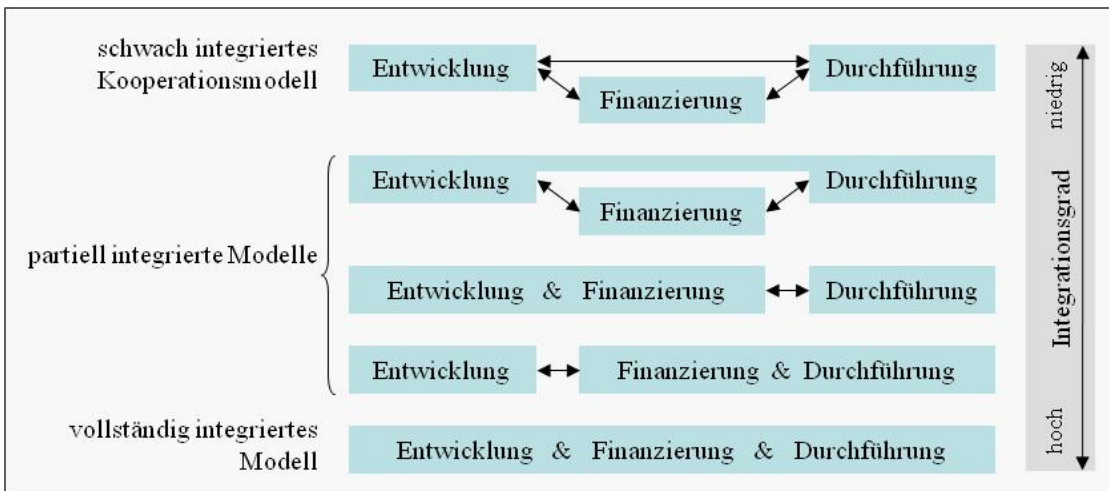 schwach integriertes
Kooperationsmodell
Entwicklung
Durchführung
Finanzierung
partiell integrierte Modelle
Entwicklung
Durchführung
Finanzierung
Entwicklung & Finanzierung
Durchführung
Entwicklung
Finanzierung & Durchführung
vollständig integriertes
Modell
Entwicklung & Finanzierung & Durchführung
niedrig
Integrationsgrad
hoch